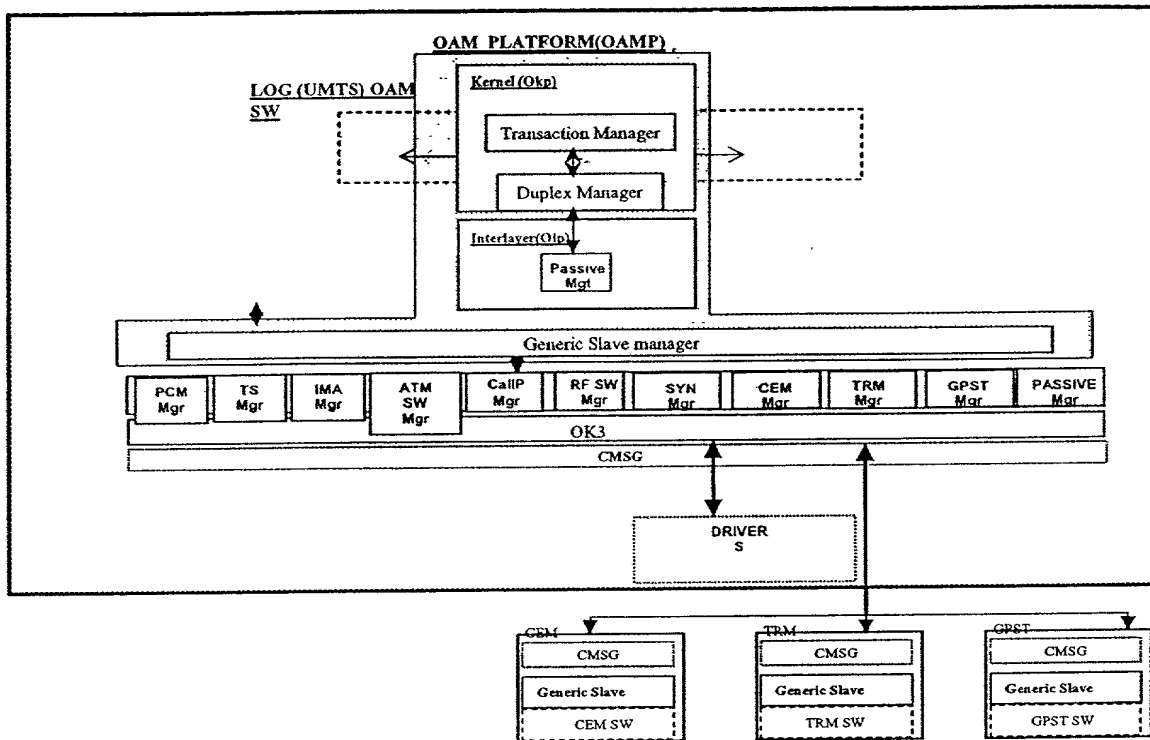 OAM PLATFORM(OAMP)
LOG (UMTS) OAM
SW
Kernel (Okp)
Transaction Manager
Duplex Manager
Interlayer(Oip)
Passive
Mgt
Generic Slave manager
PCM
Mgr
TS
Mgr
IMA
Mgr
ATM
SW
Mgr
CallP
Mgr
RF SW
Mgr
SYN
Mgr
CEM
Mgr
TRM
Mgr
GPST
Mgr
PASSIVE
Mgr
OK3
CMSG
DRIVER
S
CEM
CMSG
Generic Slave
CEM SW
TRM
CMSG
Generic Slave
TRM SW
GPST
CMSG
Generic Slave
GPST SW